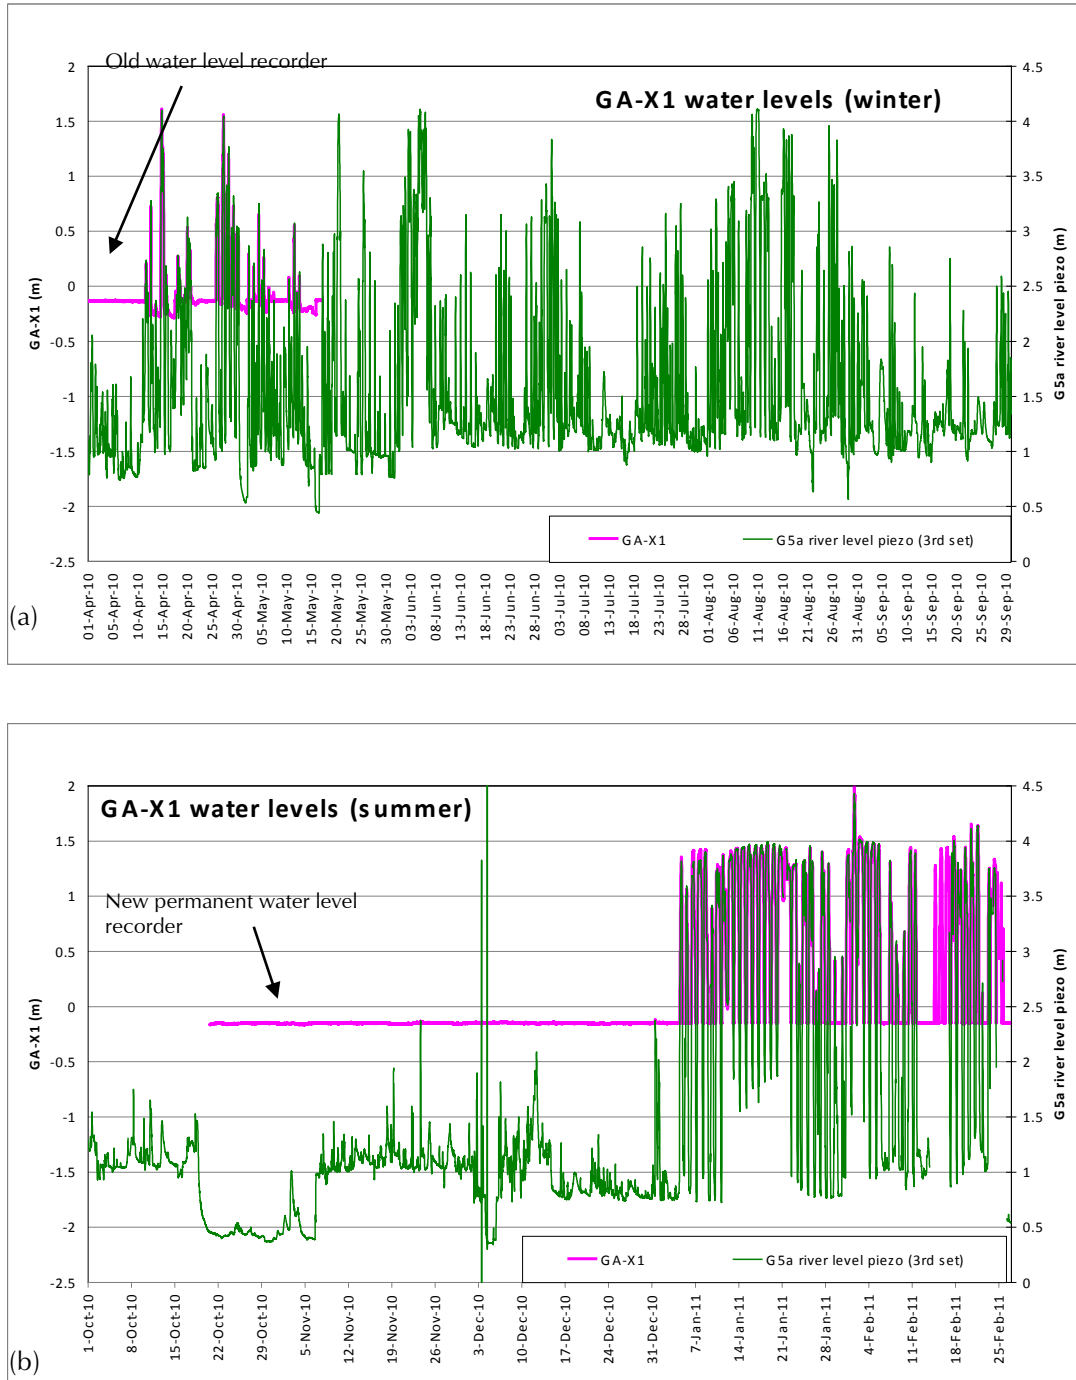 Old water level recorder
GA-X1 water levels (winter)
2
1.5
1
0.5
0
-0.5
-1
-1.5
-2
-2.5
GA-X1 (m)
4.5
4
3.5
3
2.5
2
1.5
1
0.5
0
G5a river level piezo (m)
GA-X1
G5a river level piezo (3rd set)
01-Apr-10
05-Apr-10
10-Apr-10
15-Apr-10
20-Apr-10
25-Apr-10
30-Apr-10
05-May-10
10-May-10
15-May-10
20-May-10
25-May-10
30-May-10
03-Jun-10
08-Jun-10
13-Jun-10
18-Jun-10
23-Jun-10
28-Jun-10
03-Jul-10
08-Jul-10
13-Jul-10
18-Jul-10
23-Jul-10
28-Jul-10
01-Aug-10
06-Aug-10
11-Aug-10
16-Aug-10
21-Aug-10
26-Aug-10
31-Aug-10
05-Sep-10
10-Sep-10
15-Sep-10
20-Sep-10
25-Sep-10
29-Sep-10
(a)
GA-X1 water levels (summer)
New permanent water level
recorder
2
1.5
1
0.5
0
-0.5
-1
-1.5
-2
-2.5
GA-X1 (m)
4.5
4
3.5
3
2.5
2
1.5
1
0.5
0
G5a river level piezo (m)
GA-X1
G5a river level piezo (3rd set)
1-Oct-10
8-Oct-10
15-Oct-10
22-Oct-10
29-Oct-10
5-Nov-10
12-Nov-10
19-Nov-10
26-Nov-10
3-Dec-10
10-Dec-10
17-Dec-10
24-Dec-10
31-Dec-10
7-Jan-11
14-Jan-11
21-Jan-11
28-Jan-11
4-Feb-11
11-Feb-11
18-Feb-11
25-Feb-11
(b)